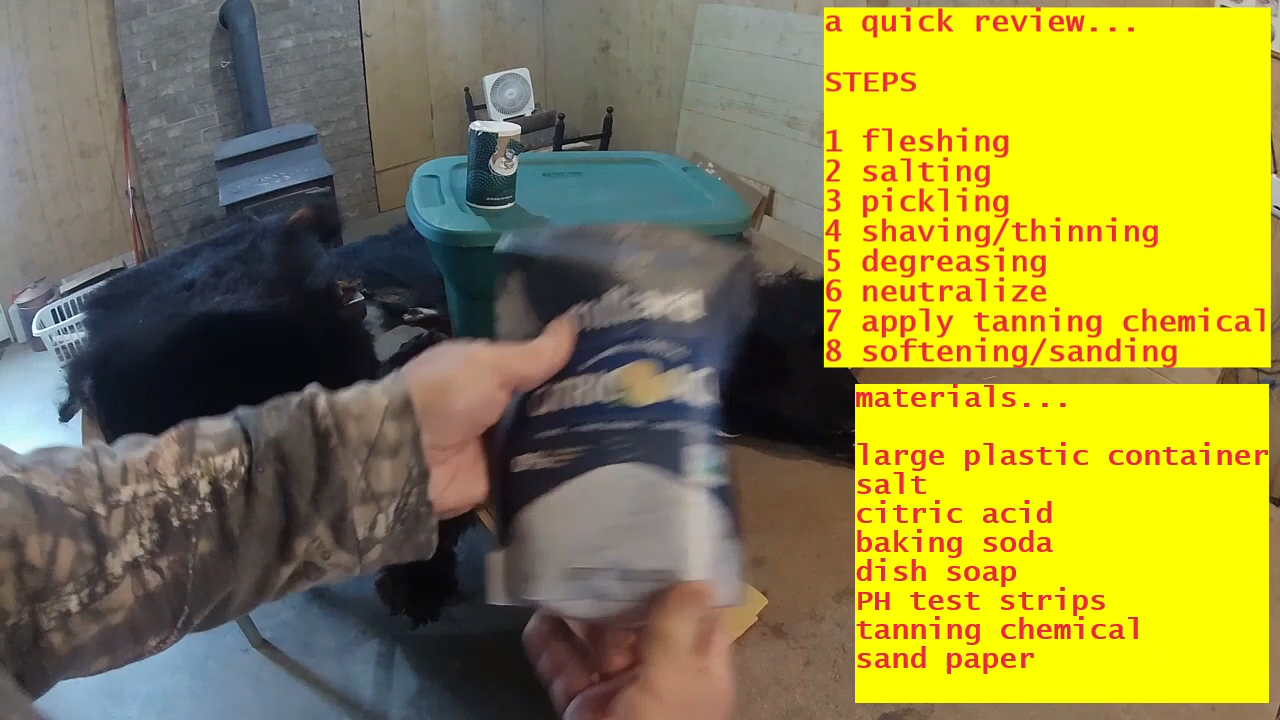 a quick review...
STEPS
1 fleshing
2 salting
3 pickling
4 shaving/thinning
5 degreasing
6 neutralize
7 apply tanning chemical
8 softening/sanding
materials...
large plastic container
salt
citric acid
baking soda
dish soap
PH test strips
tanning chemical
sand paper